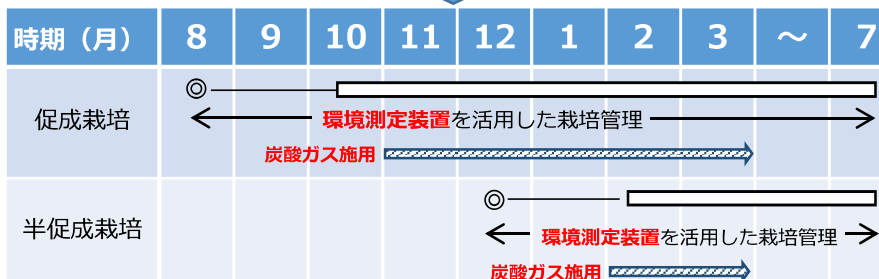 時期（月） 8 9 10 11 12 1 2 3 ～ 7
促成栽培
環境測定装置を活用した栽培管理
炭酸ガス施用
半促成栽培
環境測定装置を活用した栽培管理
炭酸ガス施用